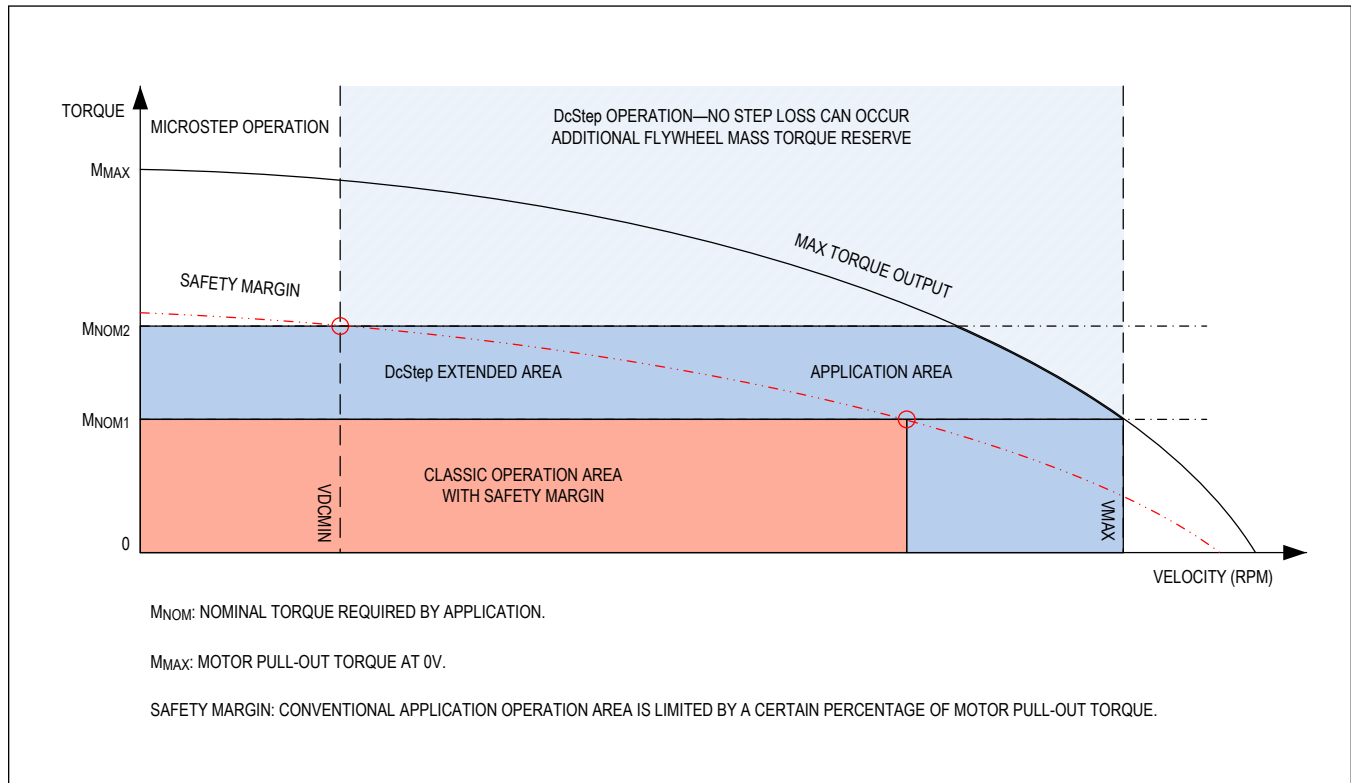 TORQUE
MICROSTEP OPERATION
DcStep OPERATION—NO STEP LOSS CAN OCCUR
ADDITIONAL FLYWHEEL MASS TORQUE RESERVE
MMAX
MAX TORQUE OUTPUT
SAFETY MARGIN
MNOM2
DcStep EXTENDED AREA
APPLICATION AREA
MNOM1
CLASSIC OPERATION AREA
WITH SAFETY MARGIN
VDCMIN
VMAX
0
VELOCITY (RPM)
MNOM: NOMINAL TORQUE REQUIRED BY APPLICATION.
MMAX: MOTOR PULL-OUT TORQUE AT 0V.
SAFETY MARGIN: CONVENTIONAL APPLICATION OPERATION AREA IS LIMITED BY A CERTAIN PERCENTAGE OF MOTOR PULL-OUT TORQUE.